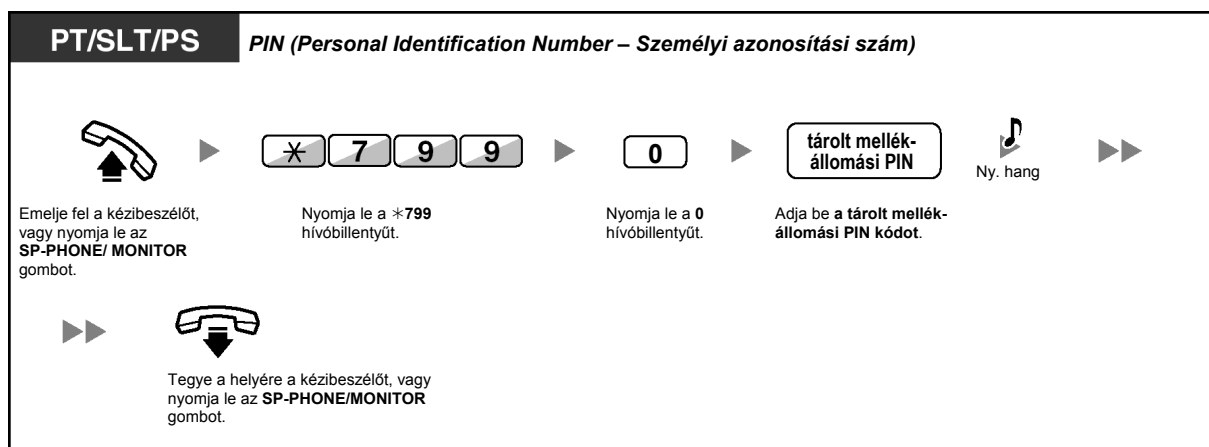 PT/SLT/PS
PIN (Personal Identification Number – Személyi azonosítási szám)
✳ 7 9 9
0
tárolt mellék-
állomási PIN
Ny. hang
Emelje fel a kézibeszélőt,
vagy nyomja le az
SP-PHONE/ MONITOR
gombot.
Nyomja le a ✳799
hívóbillentyűt.
Nyomja le a 0
hívóbillentyűt.
Adja be a tárolt mellék-
állomási PIN kódot.
Tegye a helyére a kézibeszélőt, vagy
nyomja le az SP-PHONE/MONITOR
gombot.